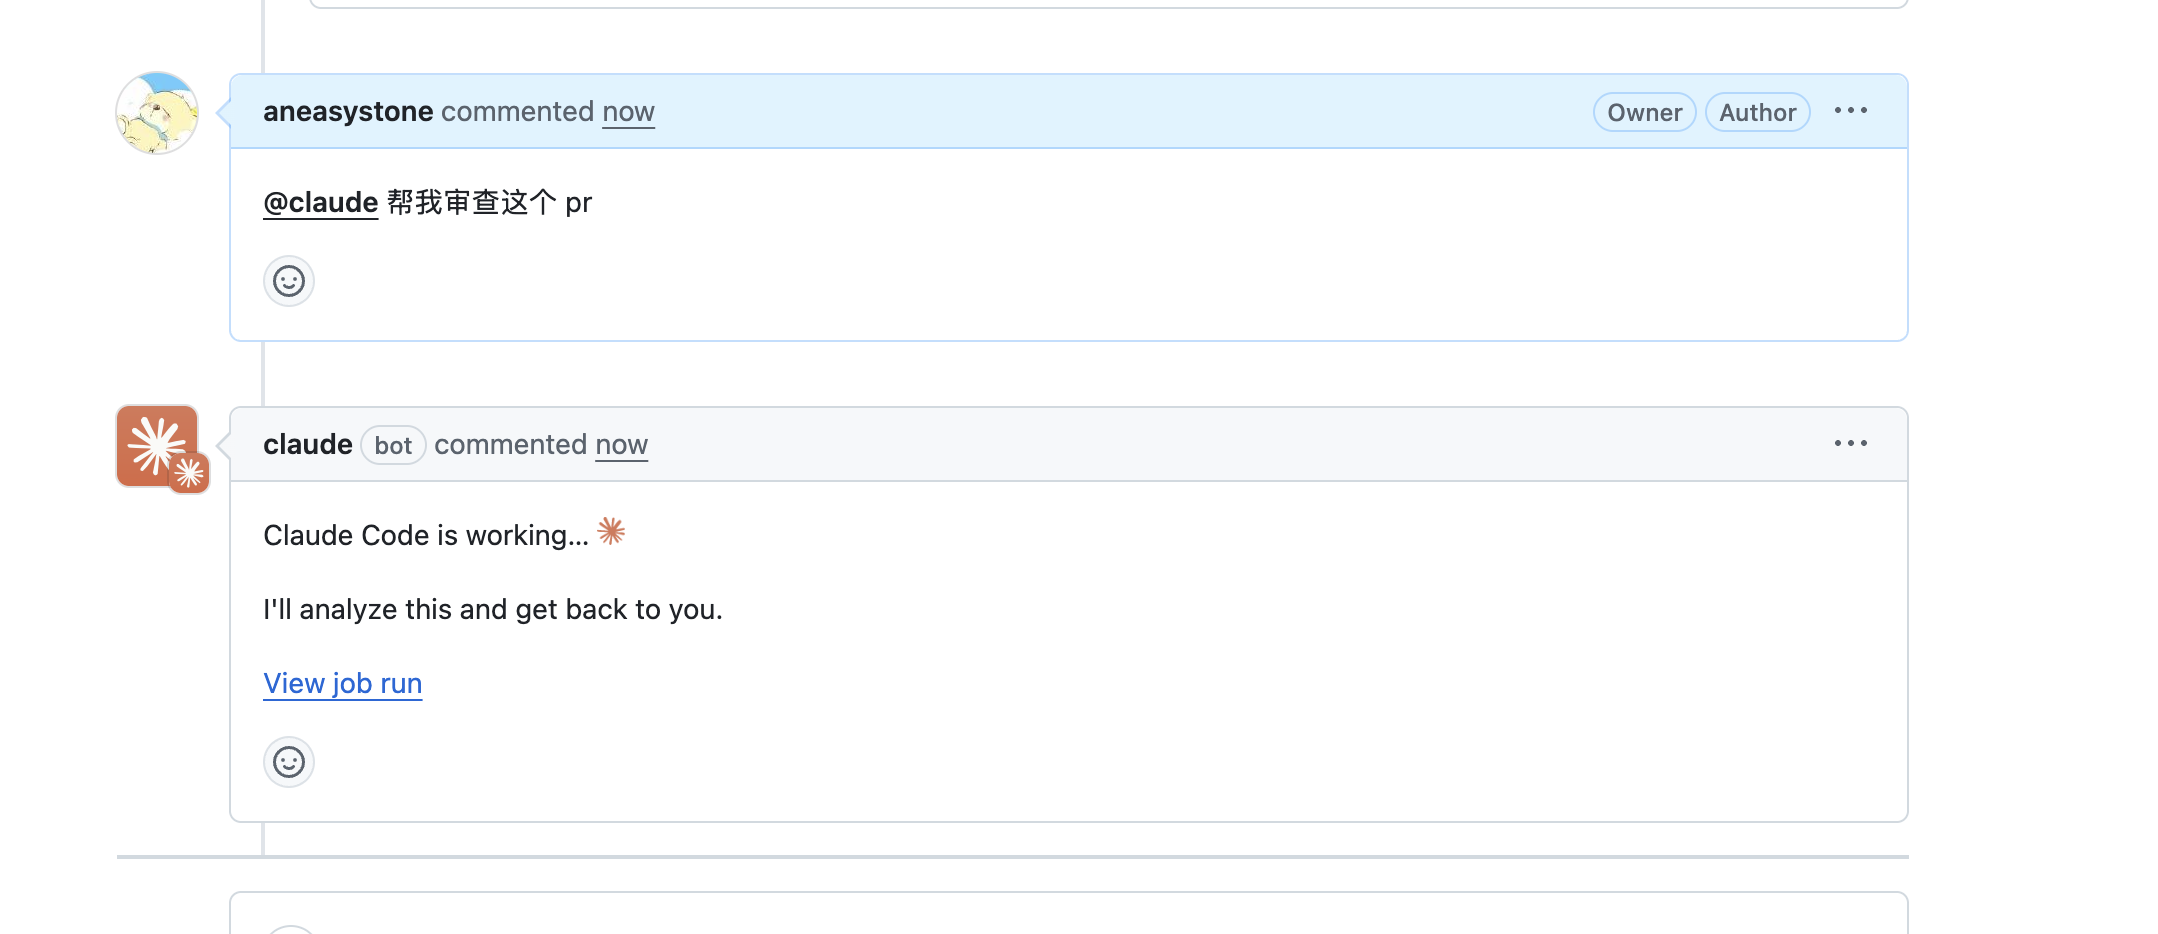 aneasystone commented now Owner Author
@claude 帮我审查这个 pr
claude bot commented now
Claude Code is working...
I'll analyze this and get back to you.
View job run